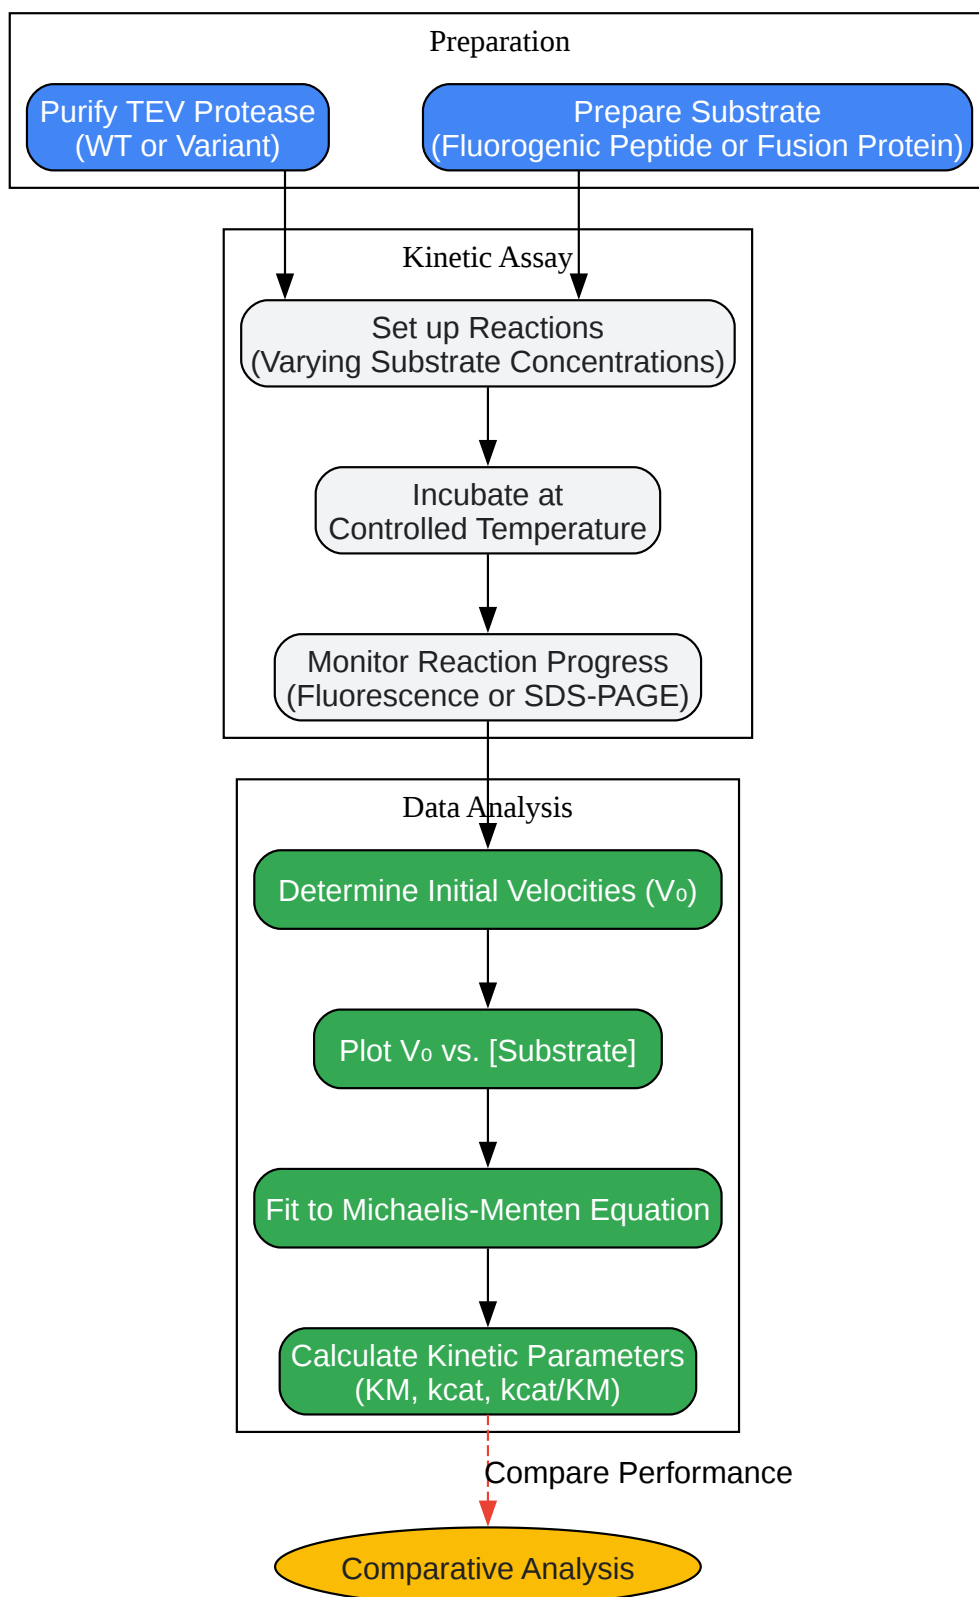 Preparation
Purify TEV Protease
(WT or Variant)
Prepare Substrate
(Fluorogenic Peptide or Fusion Protein)
Kinetic Assay
Set up Reactions
(Varying Substrate Concentrations)
Incubate at
Controlled Temperature
Monitor Reaction Progress
(Fluorescence or SDS-PAGE)
Data Analysis
Determine Initial Velocities (V₀)
Plot V₀ vs. [Substrate]
Fit to Michaelis-Menten Equation
Calculate Kinetic Parameters
(KM, kcat, kcat/KM)
Compare Performance
Comparative Analysis